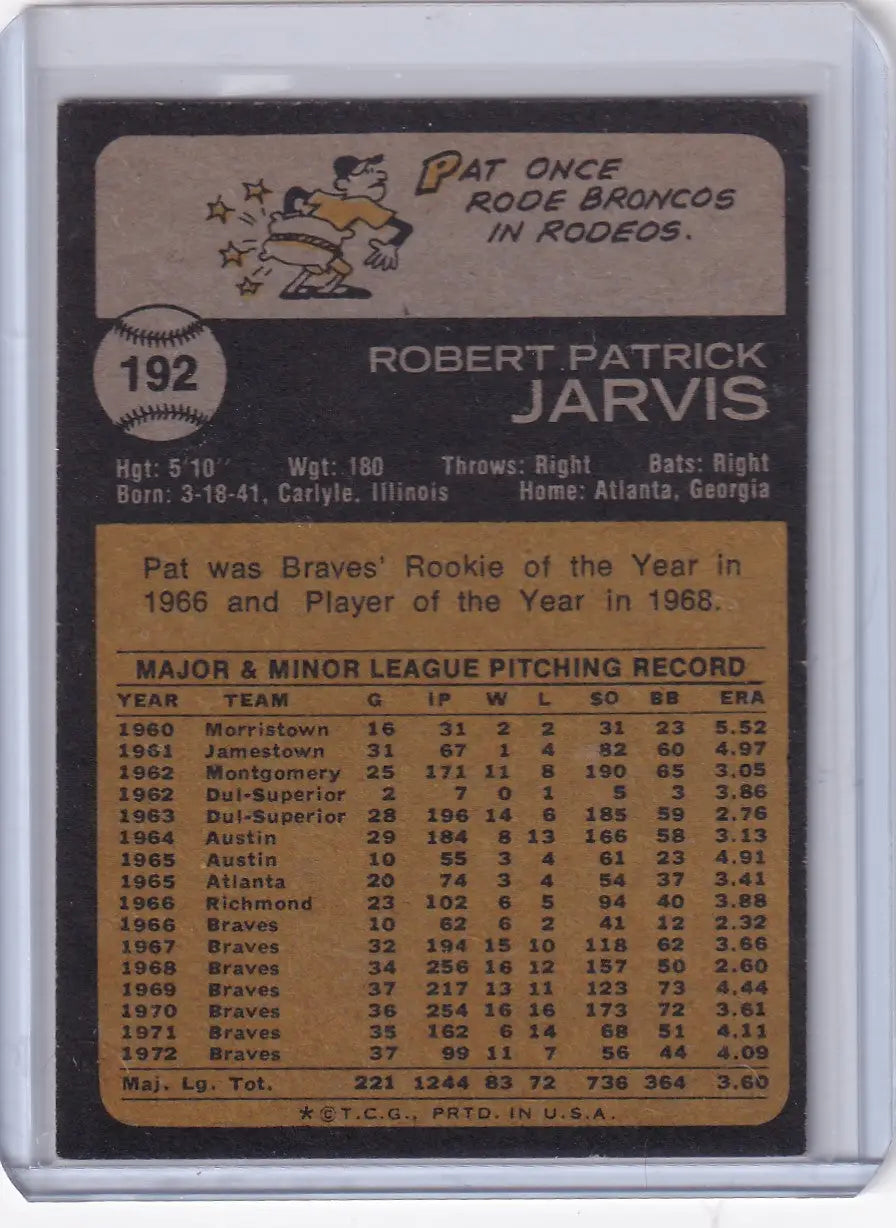 PAT ONCE
RODE BRONCOS
IN RODEOS.
192
ROBERT PATRICK
JARVIS
Hgt: 5'10" Wgt: 180 Throws: Right Bats: Right
Born: 3-18-41, Carlyle, Illinois Home: Atlanta, Georgia
Pat was Braves' Rookie of the Year in
1966 and Player of the Year in 1968.
MAJOR & MINOR LEAGUE PITCHING RECORD
YEAR TEAM G IP W L SO BB ERA
1960 Morristown 16 31 2 2 31 23 5.52
1961 Jamestown 31 67 1 4 82 60 4.97
1962 Montgomery 25 171 11 8 190 65 3.05
1962 Dul-Superior 2 7 0 1 5 3 3.86
1963 Dul-Superior 28 196 14 6 185 59 2.76
1964 Austin 29 184 8 13 166 58 3.13
1965 Austin 10 55 3 4 61 23 4.91
1965 Atlanta 20 74 3 4 54 37 3.41
1966 Richmond 23 102 6 5 94 40 3.88
1966 Braves 10 62 6 2 41 12 2.32
1967 Braves 32 194 15 10 118 62 3.66
1968 Braves 34 256 16 12 157 50 2.60
1969 Braves 37 217 13 11 123 73 4.44
1970 Braves 36 254 16 16 173 72 3.61
1971 Braves 35 162 6 14 68 51 4.11
1972 Braves 37 99 11 7 56 44 4.09
Maj. Lg. Tot. 221 1244 83 72 736 364 3.60
*©T.C.G., PRTD. IN U.S.A.